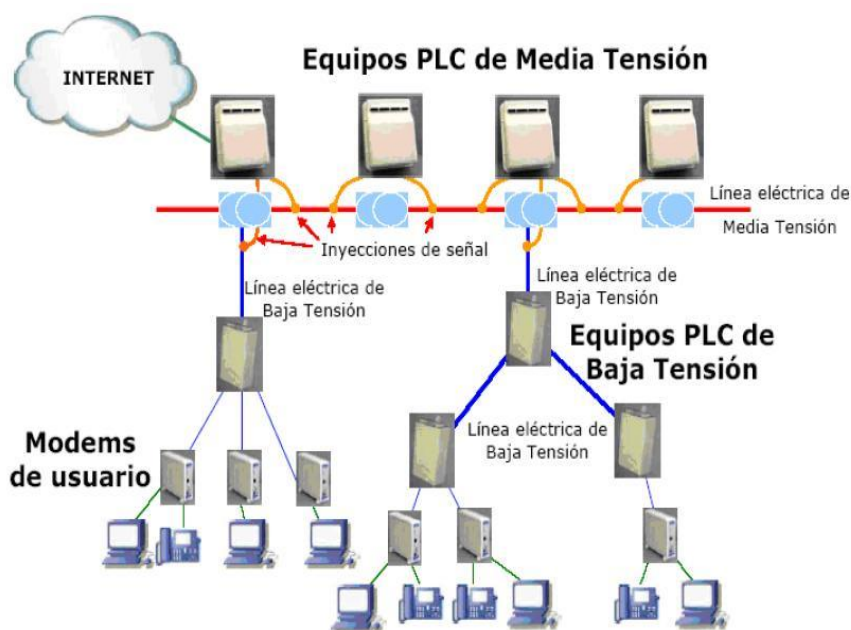 Equipos PLC de Media Tensión
INTERNET
Línea eléctrica de
Media Tensión
Inyecciones de señal
Línea eléctrica de
Baja Tensión
Línea eléctrica de
Baja Tensión
Equipos PLC de
Baja Tensión
Línea eléctrica de
Baja Tensión
Modems
de usuario